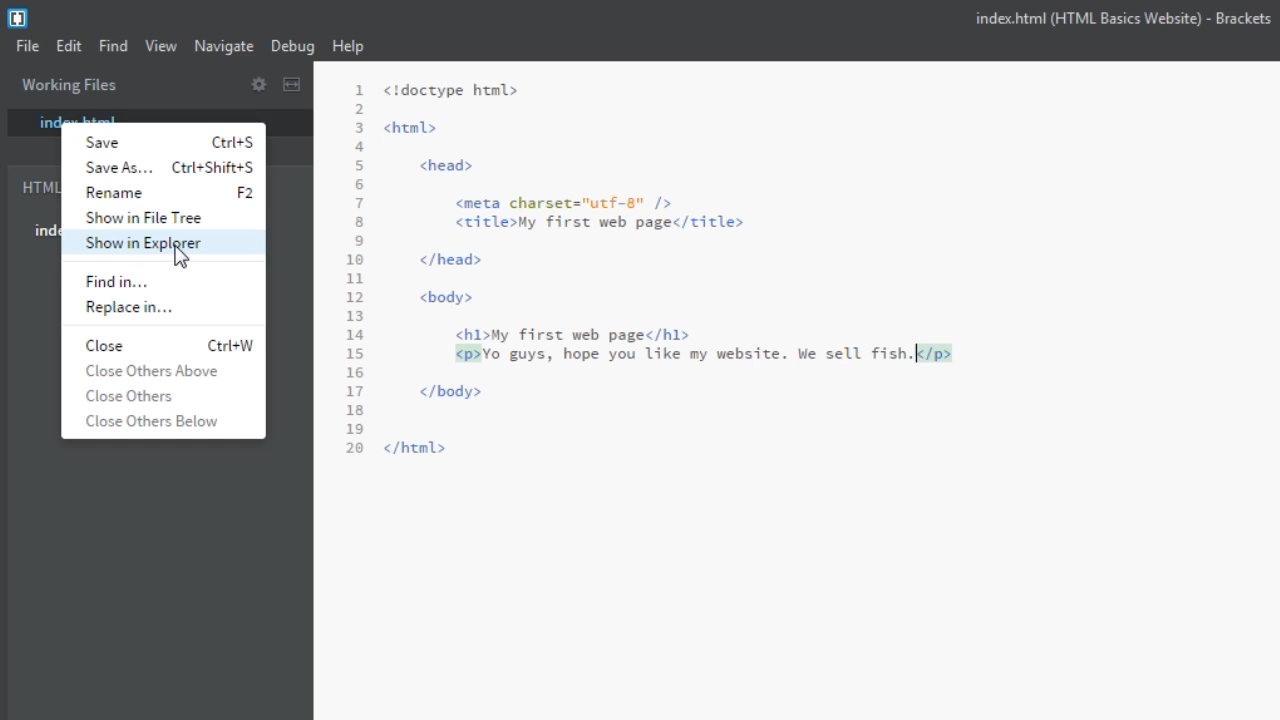 index.html (HTML Basics Website) - Brackets
File Edit Find View Navigate Debug Help
Working Files
index.html
Save Ctrl+S
Save As... Ctrl+Shift+S
Rename F2
Show in File Tree
Show in Explorer
Find in...
Replace in...
Close Ctrl+W
Close Others Above
Close Others
Close Others Below
HTML
1 <!doctype html>
2
3 <html>
4
5 <head>
6
7 <meta charset="utf-8" />
8 <title>My first web page</title>
9
10 </head>
11
12 <body>
13
14 <h1>My first web page</h1>
15 <p>Yo guys, hope you like my website. We sell fish.</p>
16
17 </body>
18
19
20 </html>